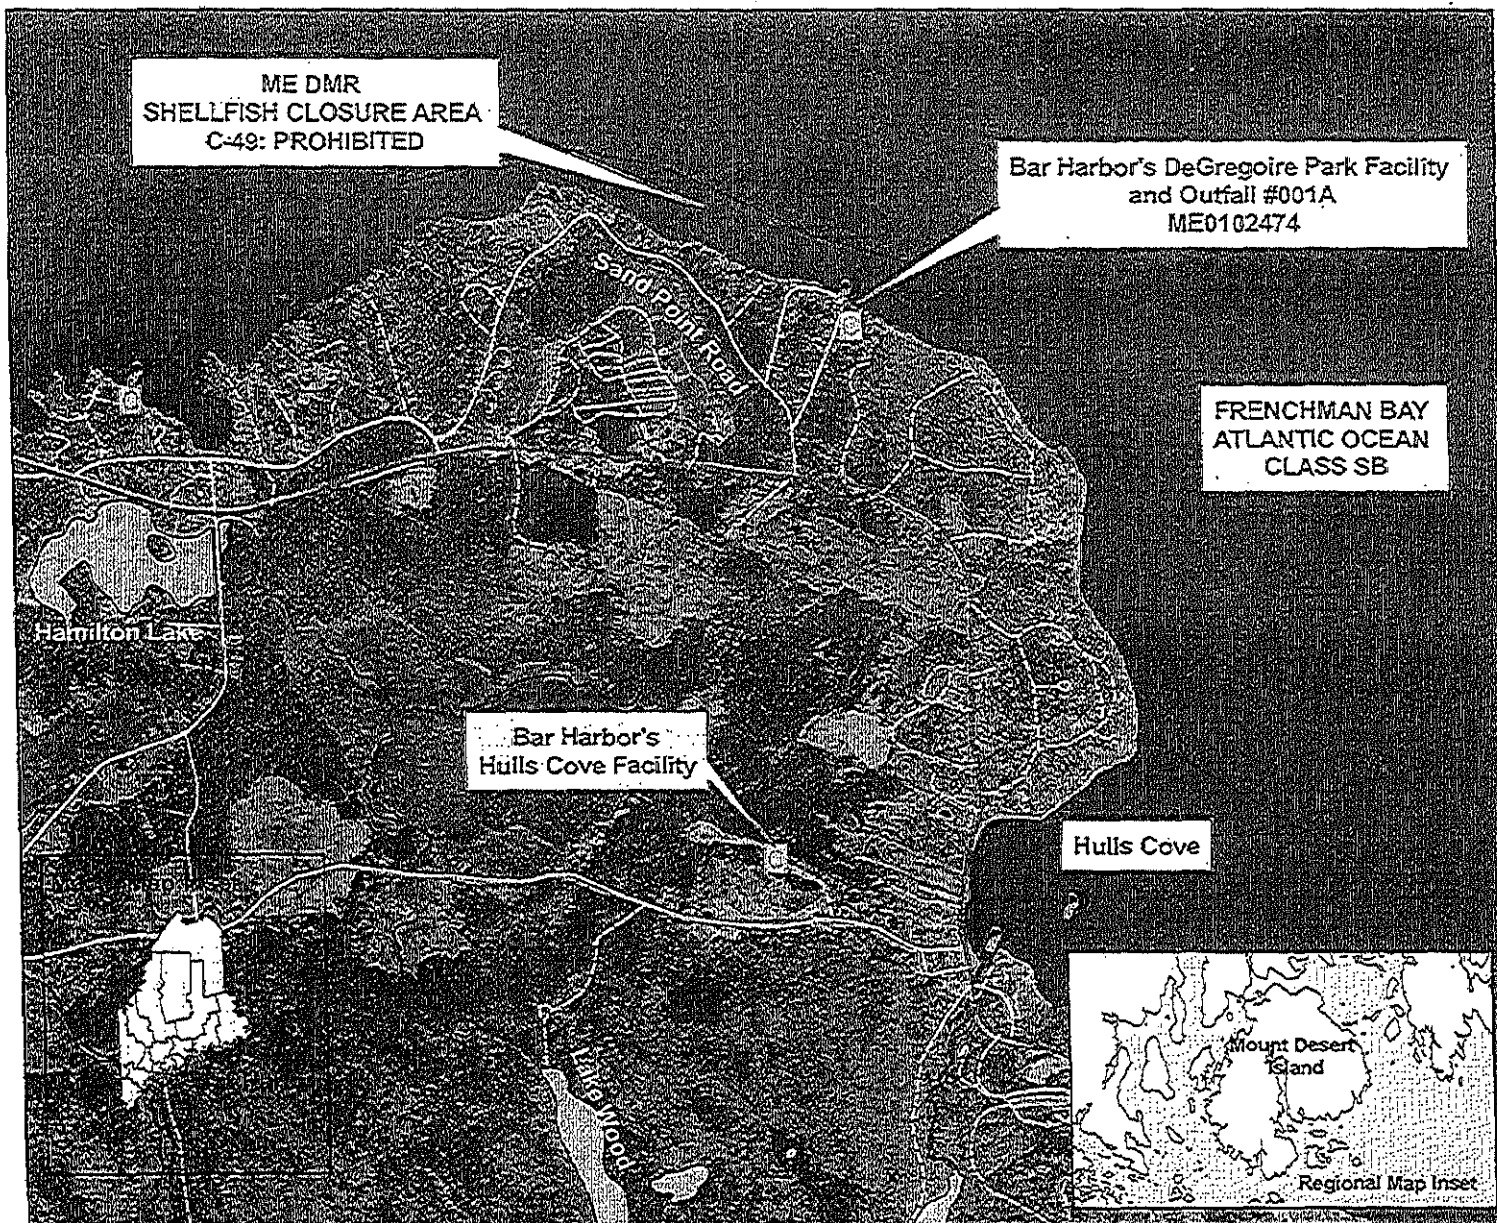 ME DMR
SHELLFISH CLOSURE AREA
C-49: PROHIBITED
Bar Harbor's DeGregoire Park Facility
and Outfall #001A
ME0102474
Sand Point Road
FRENCHMAN BAY
ATLANTIC OCEAN
CLASS SB
Hamilton Lake
Bar Harbor's
Hulls Cove Facility
Hulls Cove
Lake Wood
Mount Desert
Island
Regional Map Inset